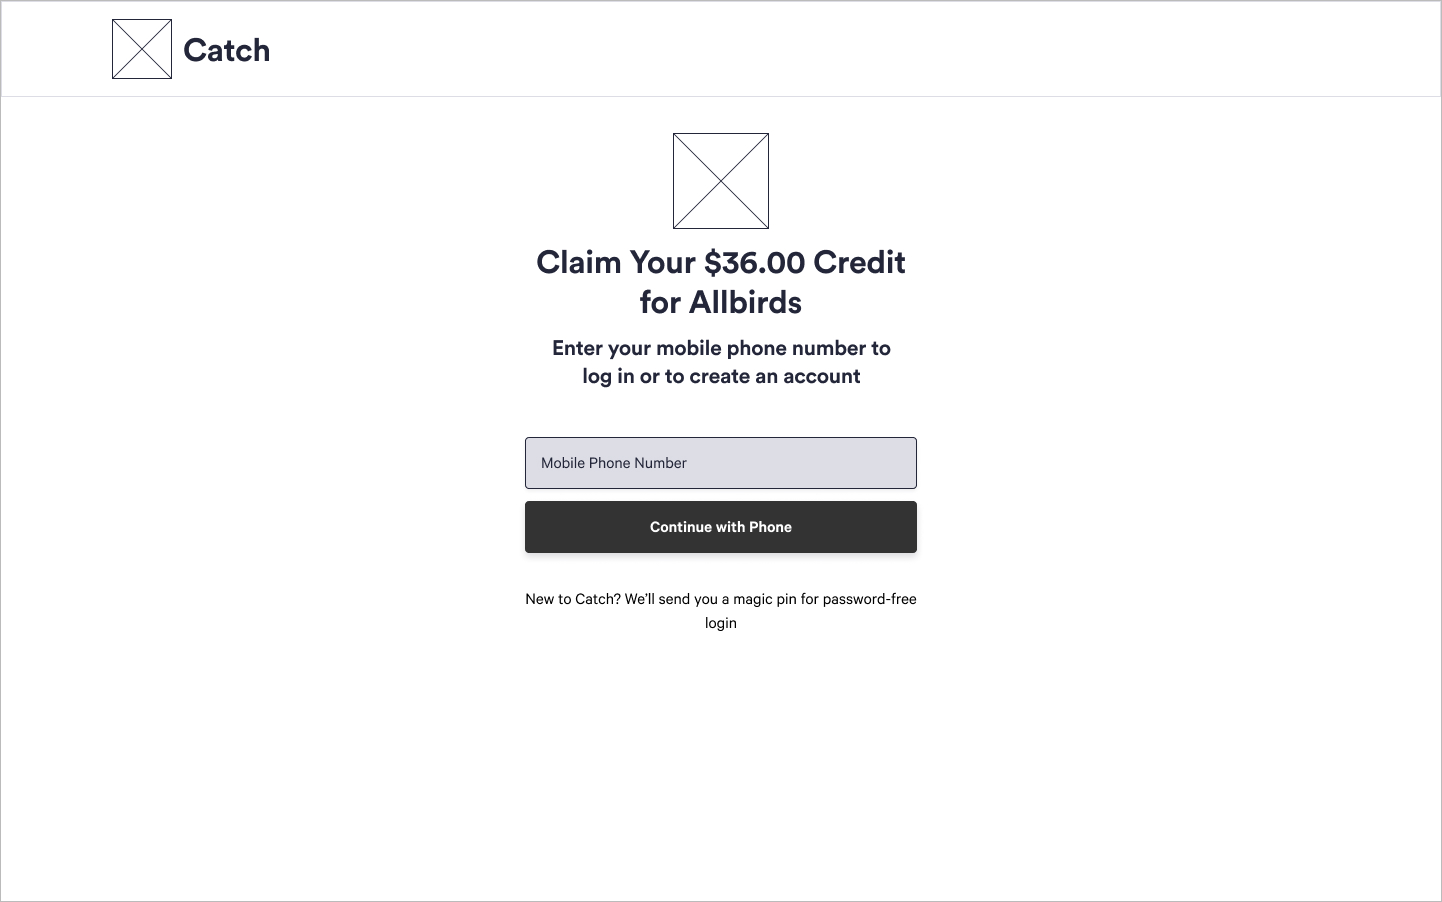 Catch
Claim Your $36.00 Credit
for Allbirds
Enter your mobile phone number to
log in or to create an account
Mobile Phone Number
Continue with Phone
New to Catch? We’ll send you a magic pin for password-free
login